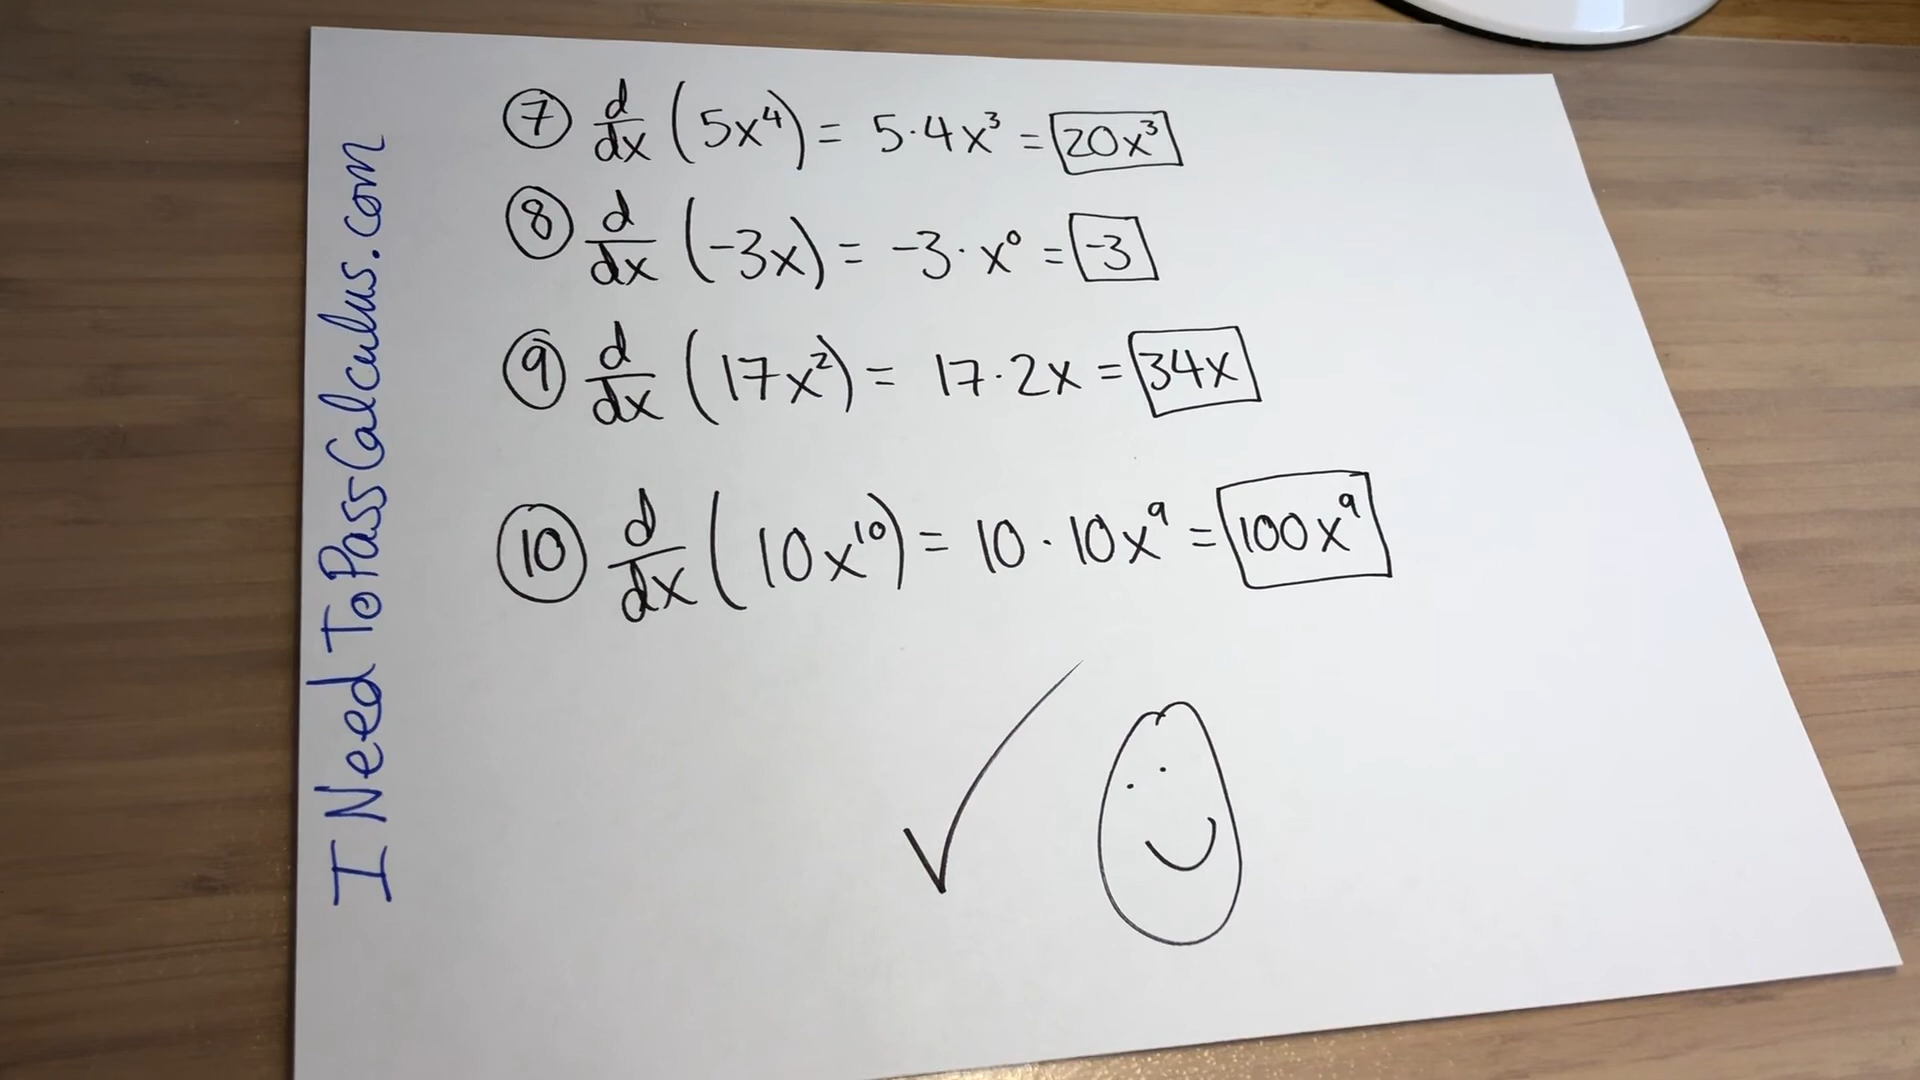 I Need To Pass Calculus.com
⑦ d/dx (5x⁴) = 5·4x³ = 20x³
⑧ d/dx (-3x) = -3·x⁰ = -3
⑨ d/dx (17x²) = 17·2x = 34x
⑩ d/dx (10x¹⁰) = 10·10x⁹ = 100x⁹